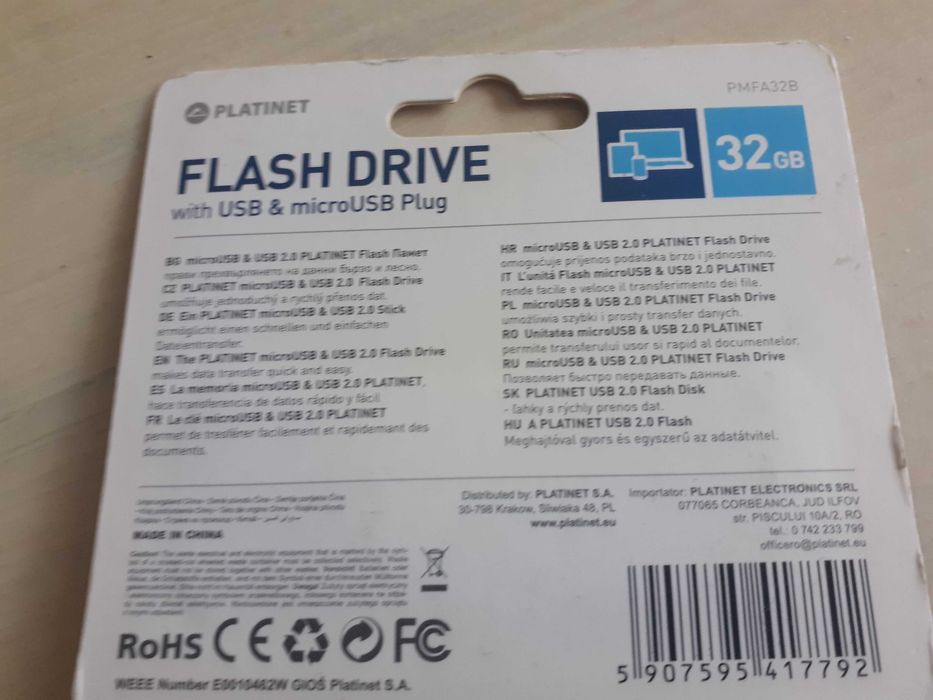 PLATINET
PMFA32B
FLASH DRIVE
with USB & microUSB Plug
32GB
BG microUSB & USB 2.0 PLATINET Flash Памет
прави прехвърлянето на данни бързо и лесно.
CZ PLATINET microUSB & USB 2.0 Flash Drive
umožňuje jednoduchý a rychlý přenos dat.
DE Ein PLATINET microUSB & USB 2.0 Stick
ermöglicht einen schnellen und einfachen
Dateientransfer.
EN The PLATINET microUSB & USB 2.0 Flash Drive
makes data transfer quick and easy.
ES La memoria microUSB & USB 2.0 PLATINET,
hace transferencia de datos rápido y fácil
FR Le clé microUSB & USB 2.0 PLATINET
permet de tresférer facilement et rapidement des
documents.
HR microUSB & USB 2.0 PLATINET Flash Drive
omogučuje prijenos podataka brzo i jednostavno.
IT L'unitá Flash microUSB & USB 2.0 PLATINET
rende facile e veloce il transferimento dei file.
PL microUSB & USB 2.0 PLATINET Flash Drive
umożliwia szybki i prosty transfer danych.
RO Unitatea microUSB & USB 2.0 PLATINET
permite transferului usor si rapid al documentelor.
RU microUSB & USB 2.0 PLATINET Flash Drive
Позволяет быстро передавать данные.
SK PLATINET USB 2.0 Flash Disk
- ľahky a rýchly prenos dat.
HU A PLATINET USB 2.0 Flash
Meghajtóval gyors és egyszerű az adatátvitel.
MADE IN CHINA
Distributed by: PLATINET S.A.
30-798 Krakow, Sliwiaka 48, PL
www.platinet.eu
Importator: PLATINET ELECTRONICS SRL
077065 CORBEANCA, JUD ILFOV
str. PISCULUI 10A/2, RO
tel.: 0 742 233 799
officero@platinet.eu
RoHS CE FC
WEEE Number E0010462W GIOŚ Platinet S.A.
5 907595 417792